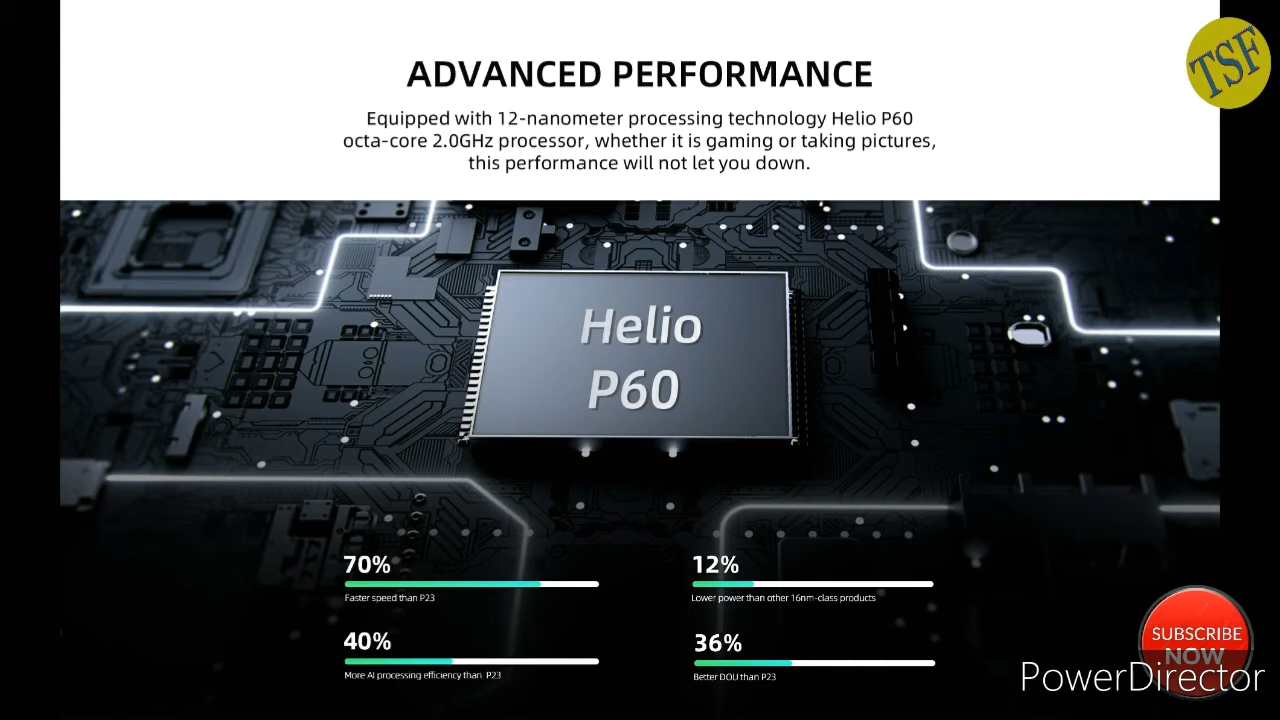 ADVANCED PERFORMANCE
TSF
Equipped with 12-nanometer processing technology Helio P60
octa-core 2.0GHz processor, whether it is gaming or taking pictures,
this performance will not let you down.
Helio
P60
70%
Faster speed than P23
12%
Lower power than other 16nm-class products
40%
More AI processing efficiency than P23
36%
Better DOU than P23
SUBSCRIBE
NOW
PowerDirector